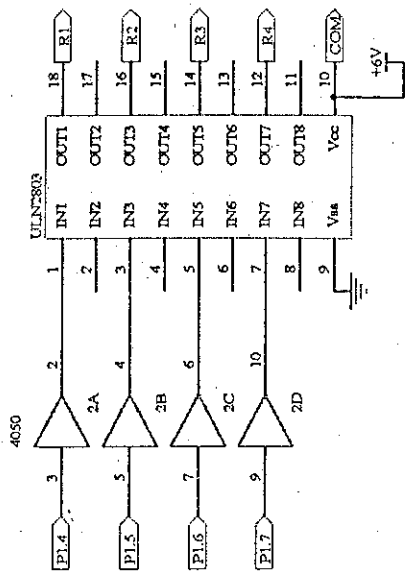 4050
ULN2803
P1.4
3
2
2A
1
IN1
OUT1
18
R1
2
IN2
OUT2
17
P1.5
5
4
2B
3
IN3
OUT3
16
R2
4
IN4
OUT4
15
P1.6
7
6
2C
5
IN5
OUT5
14
R3
6
IN6
OUT6
13
P1.7
9
10
2D
7
IN7
OUT7
12
R4
8
IN8
OUT8
11
9
Vss
Vcc
10
COM
+6V